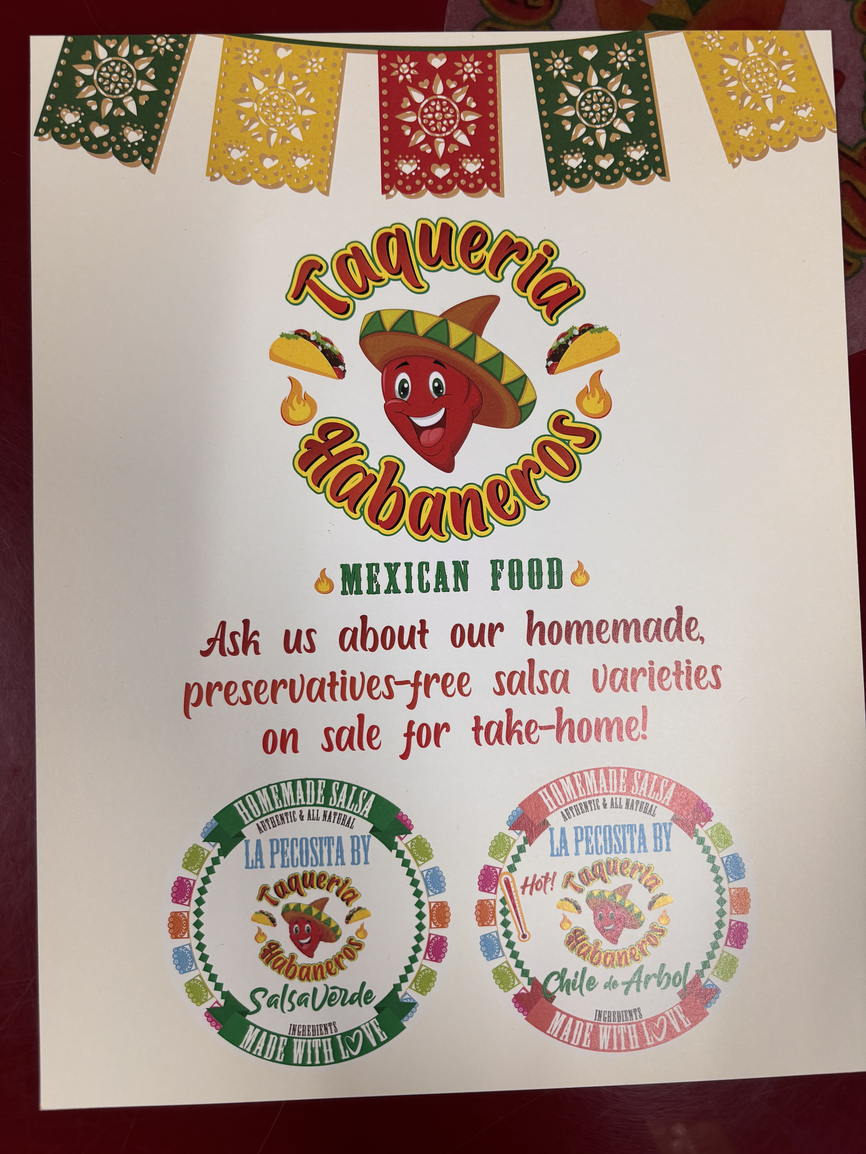 Taqueria
Habaneros
MEXICAN FOOD
Ask us about our homemade,
preservatives-free salsa varieties
on sale for take-home!
HOMEMADE SALSA
AUTHENTIC & ALL NATURAL
LA PECOSITA BY
Taqueria
Habaneros
Salsa Verde
INGREDIENTS
MADE WITH LOVE
HOMEMADE SALSA
AUTHENTIC & ALL NATURAL
LA PECOSITA BY
Hot!
Taqueria
Habaneros
Chile de Arbol
INGREDIENTS
MADE WITH LOVE